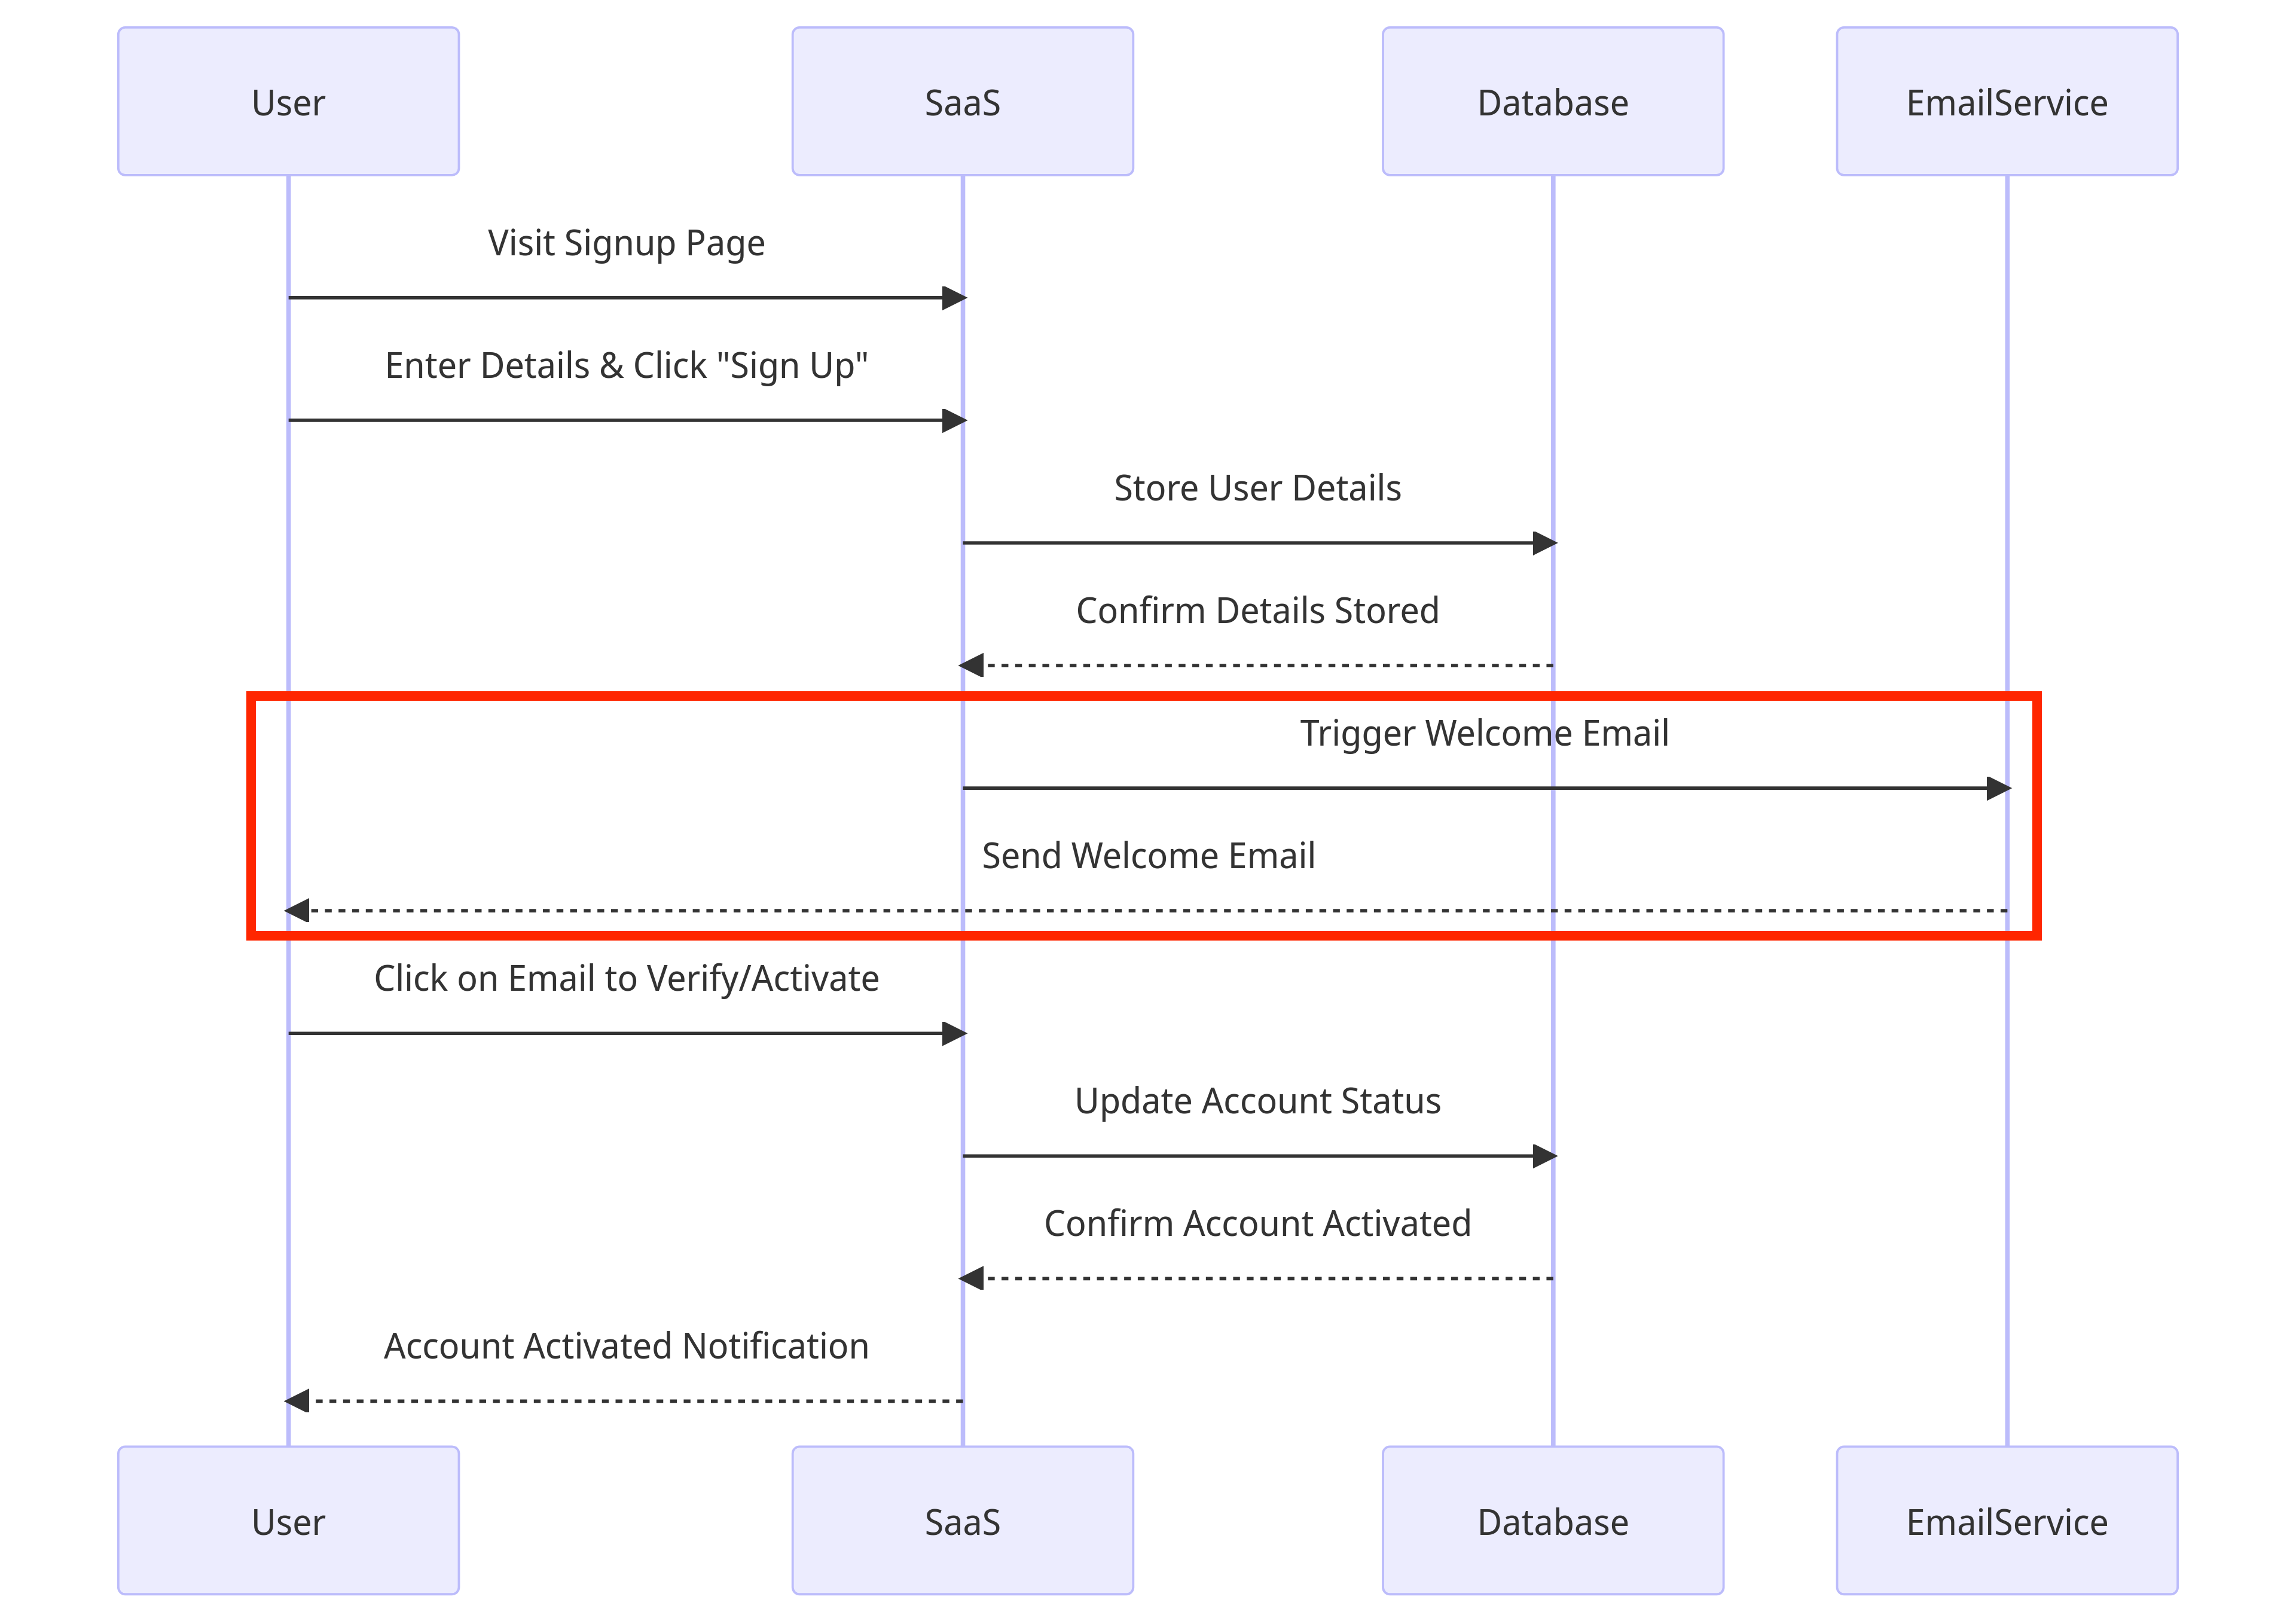 User
SaaS
Database
EmailService
Visit Signup Page
Enter Details & Click "Sign Up"
Store User Details
Confirm Details Stored
Trigger Welcome Email
Send Welcome Email
Click on Email to Verify/Activate
Update Account Status
Confirm Account Activated
Account Activated Notification
User
SaaS
Database
EmailService